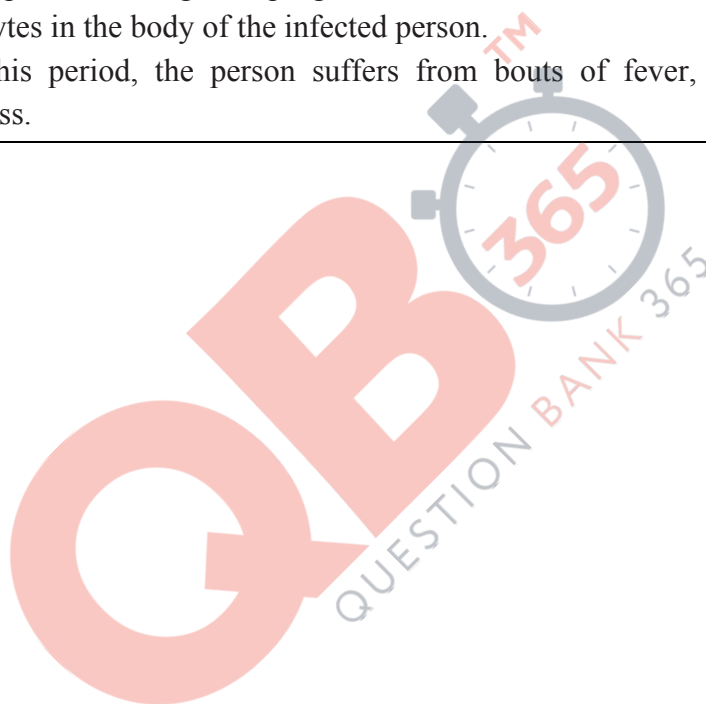 ytes in the body of the infected person.
his period, the person suffers from bouts of fever,
ss.
TM
365
QB
QUESTION BANK 365